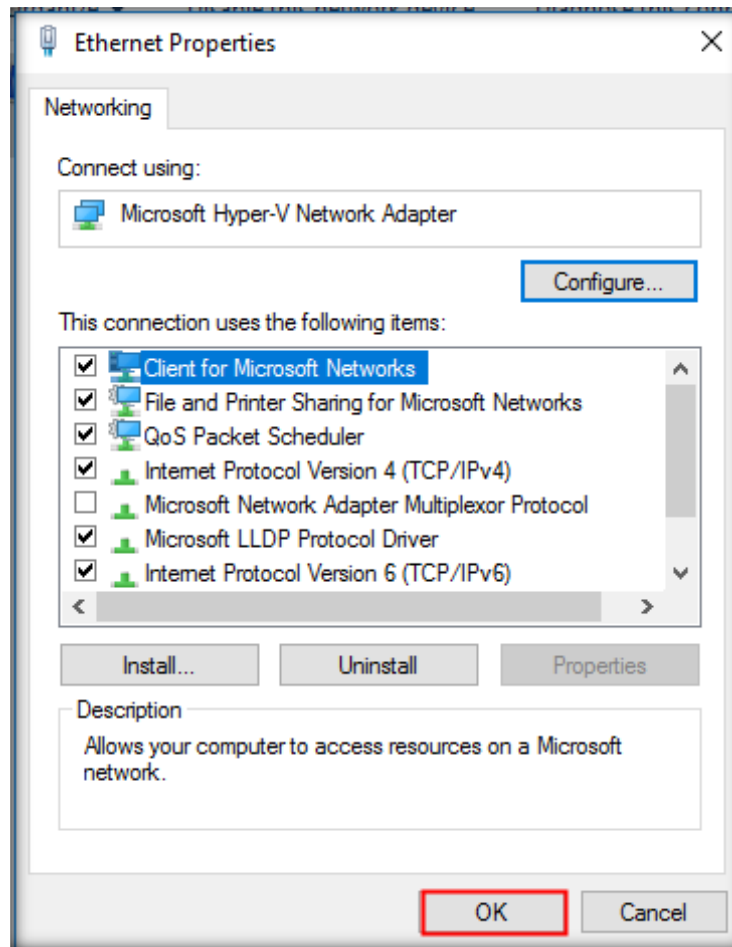 Ethernet Properties
Networking
Connect using:
Microsoft Hyper-V Network Adapter
Configure...
This connection uses the following items:
Client for Microsoft Networks
File and Printer Sharing for Microsoft Networks
QoS Packet Scheduler
Internet Protocol Version 4 (TCP/IPv4)
Microsoft Network Adapter Multiplexor Protocol
Microsoft LLDP Protocol Driver
Internet Protocol Version 6 (TCP/IPv6)
Install...
Uninstall
Properties
Description
Allows your computer to access resources on a Microsoft
network.
OK
Cancel